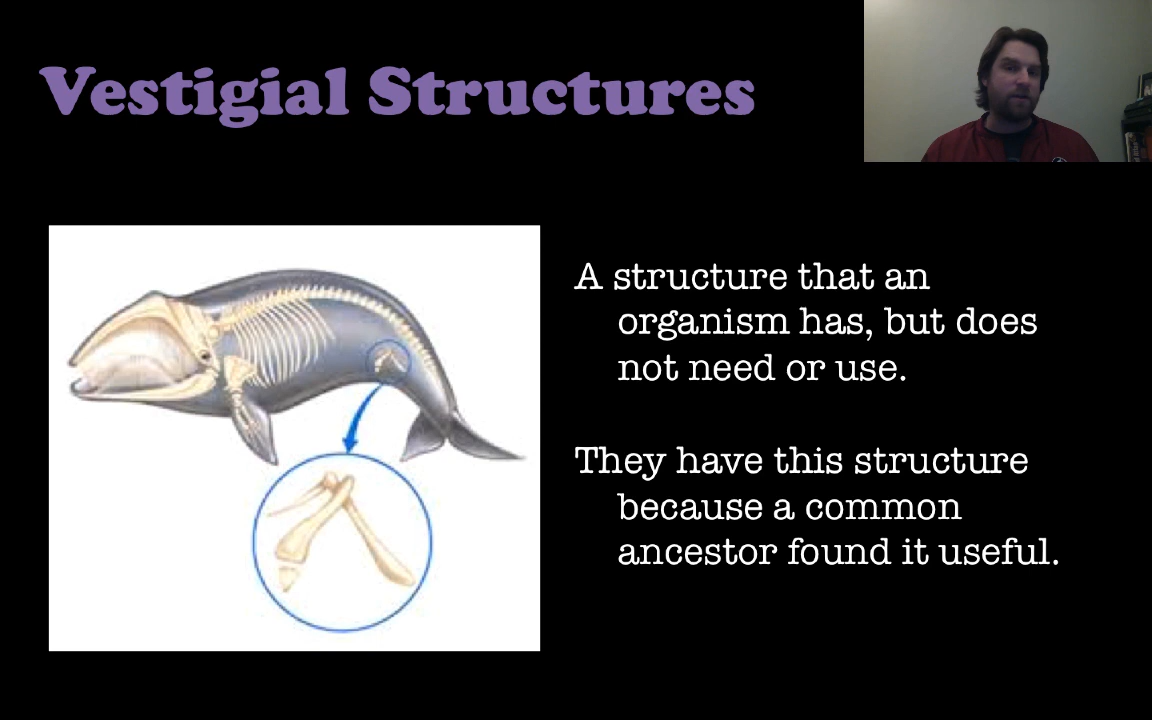 Vestigial Structures
A structure that an
organism has, but does
not need or use.
They have this structure
because a common
ancestor found it useful.